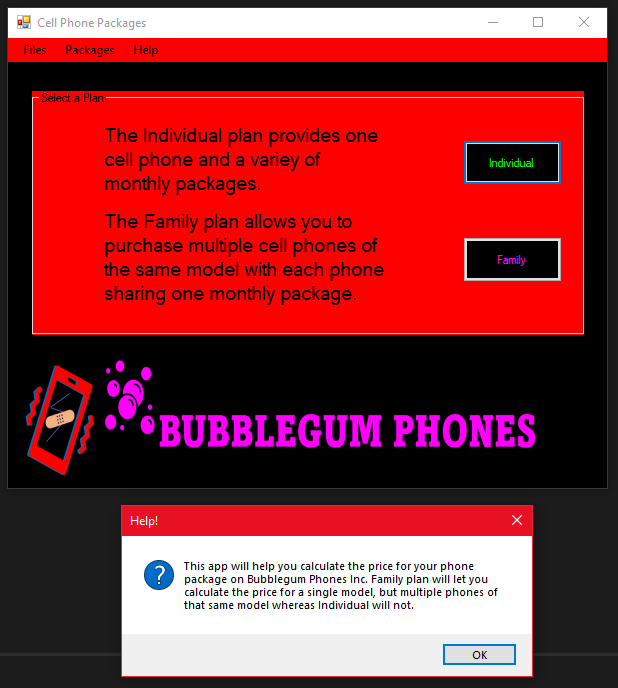 Cell Phone Packages
Files Packages Help
Select a Plan
The Individual plan provides one
cell phone and a variey of
monthly packages.
Individual
The Family plan allows you to
purchase multiple cell phones of
the same model with each phone
sharing one monthly package.
Family
BUBBLEGUM PHONES
Help!
?
This app will help you calculate the price for your phone
package on Bubblegum Phones Inc. Family plan will let you
calculate the price for a single model, but multiple phones of
that same model whereas Individual will not.
OK